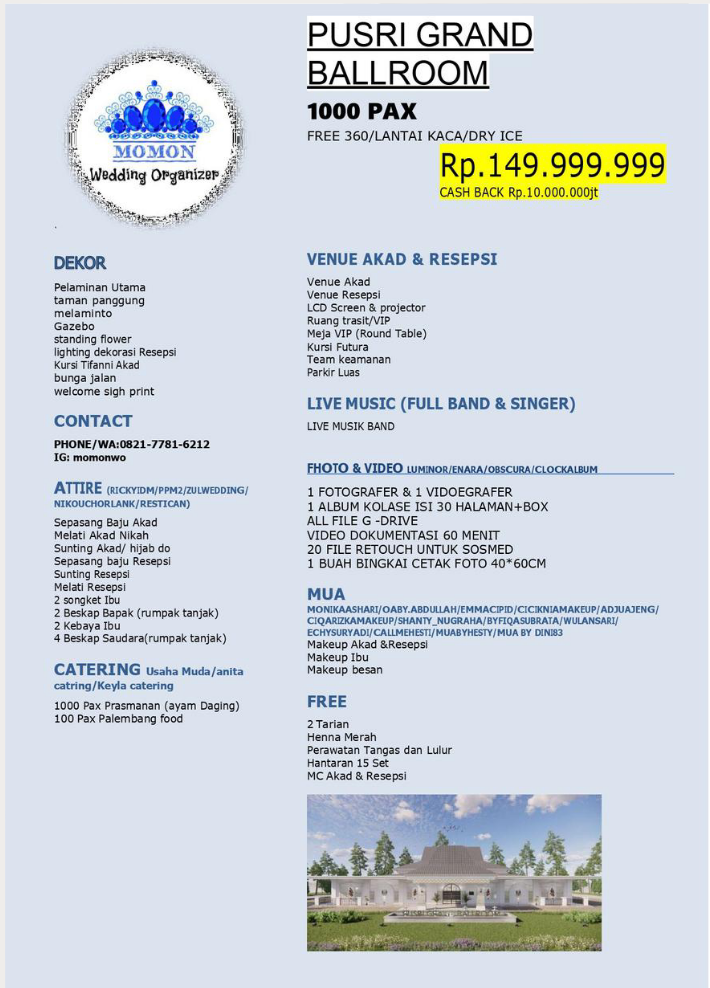 MOMON
Wedding Organizer
PUSRI GRAND
BALLROOM
1000 PAX
FREE 360/LANTAI KACA/DRY ICE
Rp.149.999.999
CASH BACK Rp.10.000.000jt
DEKOR
Pelaminan Utama
taman panggung
melaminto
Gazebo
standing flower
lighting dekorasi Resepsi
Kursi Tifanni Akad
bunga jalan
welcome sigh print
CONTACT
PHONE/WA:0821-7781-6212
IG: momonwo
ATTIRE (RICKYIDM/PPM2/ZULWEDDING/
NIKOUCHORLANK/RESTICAN)
Sepasang Baju Akad
Melati Akad Nikah
Sunting Akad/ hijab do
Sepasang baju Resepsi
Sunting Resepsi
Melati Resepsi
2 songket Ibu
2 Beskap Bapak (rumpak tanjak)
2 Kebaya Ibu
4 Beskap Saudara(rumpak tanjak)
CATERING Usaha Muda/anita
catring/Keyla catering
1000 Pax Prasmanan (ayam Daging)
100 Pax Palembang food
VENUE AKAD & RESEPSI
Venue Akad
Venue Resepsi
LCD Screen & projector
Ruang trasit/VIP
Meja VIP (Round Table)
Kursi Futura
Team keamanan
Parkir Luas
LIVE MUSIC (FULL BAND & SINGER)
LIVE MUSIK BAND
FHOTO & VIDEO LUMINOR/ENARA/OBSCURA/CLOCKALBUM
1 FOTOGRAFER & 1 VIDOEGRAFER
1 ALBUM KOLASE ISI 30 HALAMAN+BOX
ALL FILE G -DRIVE
VIDEO DOKUMENTASI 60 MENIT
20 FILE RETOUCH UNTUK SOSMED
1 BUAH BINGKAI CETAK FOTO 40*60CM
MUA
MONIKAASHARI/OABY.ABDULLAH/EMMACIPID/CICIKNIAMAKEUP/ADJUAJENG/
CIQARIZKAMAKEUP/SHANTY_NUGRAHA/BYFIQASUBRATA/WULANSARI/
ECHYSURYADI/CALLMEHESTI/MUABYHESTY/MUA BY DINI83
Makeup Akad &Resepsi
Makeup Ibu
Makeup besan
FREE
2 Tarian
Henna Merah
Perawatan Tangas dan Lulur
Hantaran 15 Set
MC Akad & Resepsi
PUSRI GRAND BALLROOM